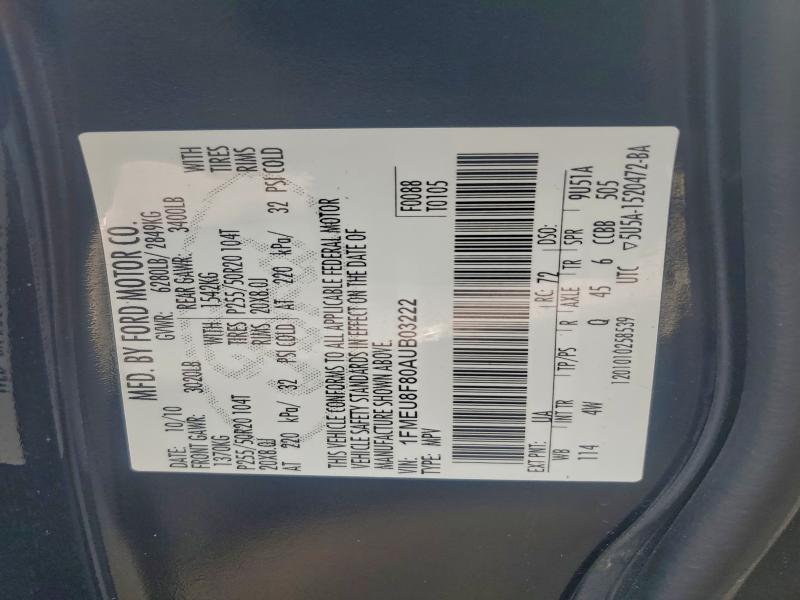 MFD. BY FORD MOTOR CO.
DATE: 10/10 GVWR: 6280LB/ 2849KG
FRONT GAWR: 3020LB REAR GAWR: 3400LB
1370KG WITH 1542KG WITH
P255/50R20 104T TIRES P255/50R20 104T TIRES
20X8.0J RIMS 20X8.0J RIMS
AT 220 kPa/ 32 PSI COLD AT 220 kPa/ 32 PSI COLD
THIS VEHICLE CONFORMS TO ALL APPLICABLE FEDERAL MOTOR
VEHICLE SAFETY STANDARDS IN EFFECT ON THE DATE OF
MANUFACTURE SHOWN ABOVE.
VIN: 1FMEU8F80AUB03222 F0088
TYPE: MPV T0105
EXT PNT: UA RC: 72 DSO:
WB INT TR TP/PS R AXLE TR SPR 9U51A
114 4W Q 45 6 CCBB 505
1201010258539 UTC ▽5U5A-1520472-BA